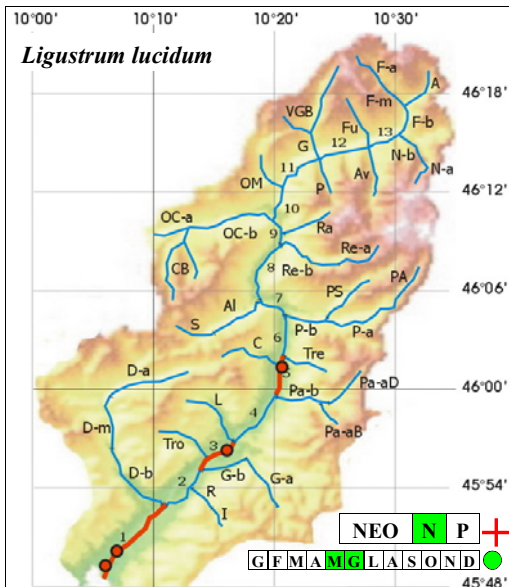 10°00' 10°10' 10°20' 10°30'
Ligustrum lucidum
F-a
A
46°18'
VGB
F-m
Fu
F-b
G
12
13
N-b
11
N-a
OM
P
Av
46°12'
OC-a
10
Ra
OC-b
9
Re-a
CB
8
Re-b
PS
PA
46°06'
Al
7
S
P-b
P-a
6
C
Tre
D-a
5
46°00'
Pa-b
Pa-aD
L
D-m
4
Pa-aB
Tro
3
D-b
G-b
G-a
45°54'
2
R
I
1
NEO N P
G F M A M G L A S O N D
45°48'